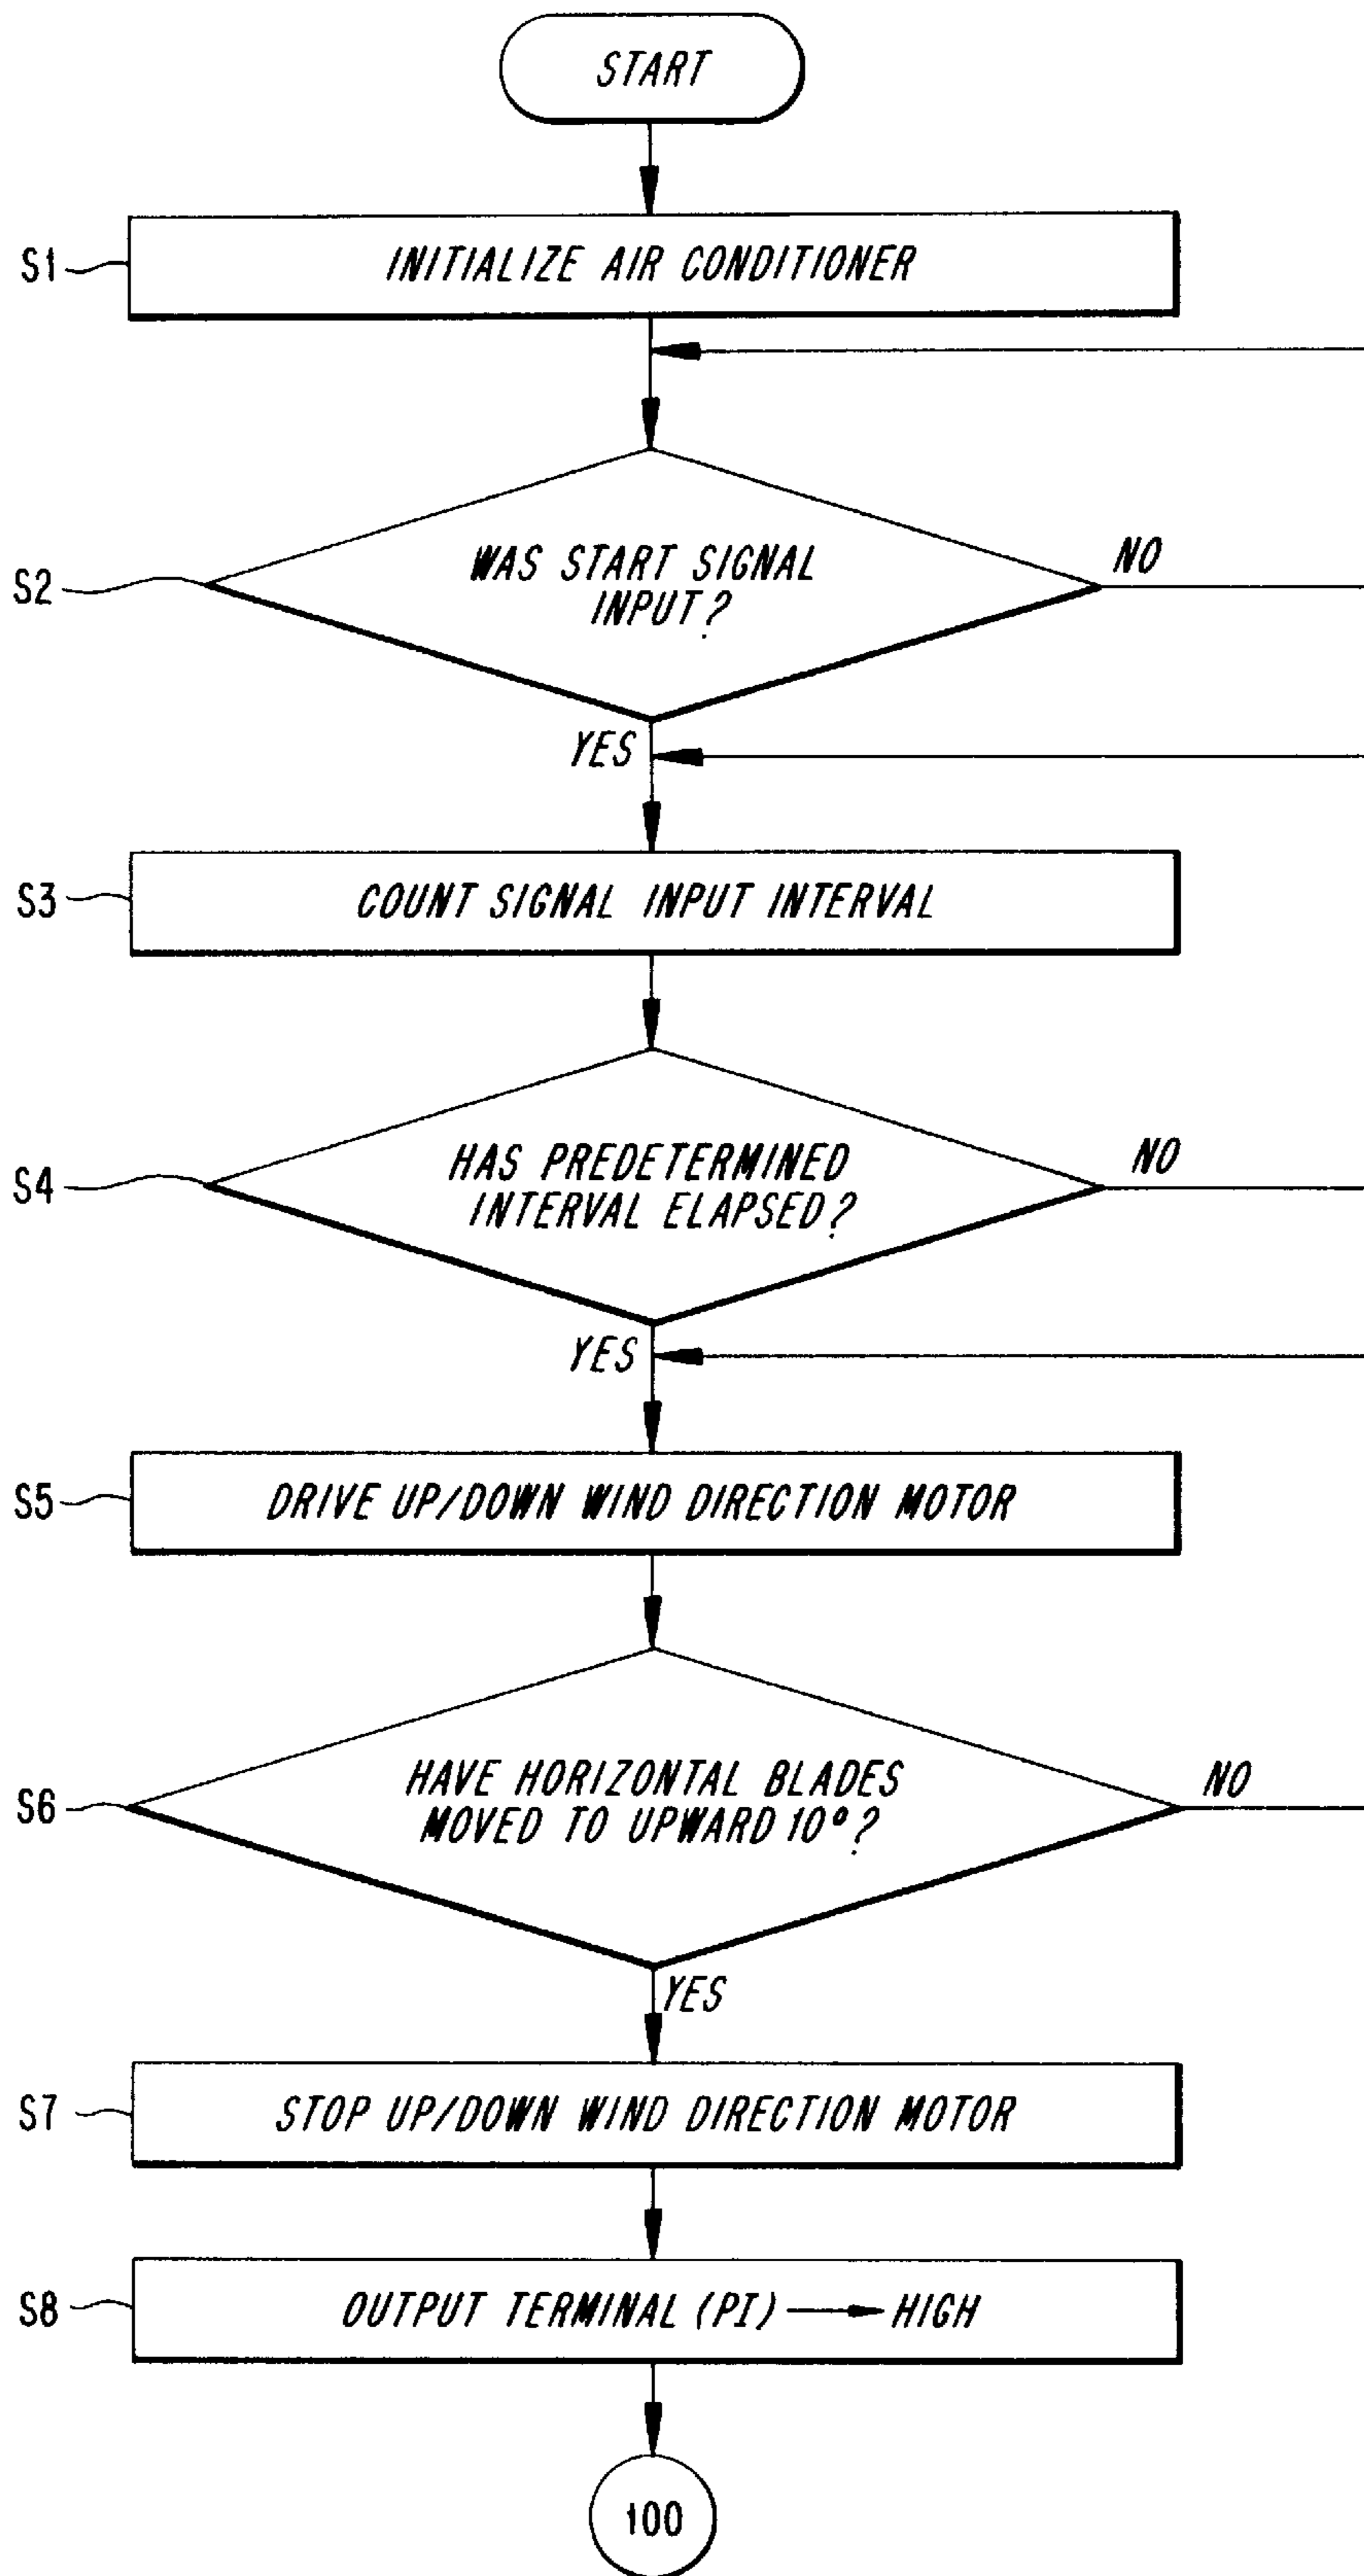 START
S1
INITIALIZE AIR CONDITIONER
S2
WAS START SIGNAL
INPUT?
NO
YES
S3
COUNT SIGNAL INPUT INTERVAL
S4
HAS PREDETERMINED
INTERVAL ELAPSED?
NO
YES
S5
DRIVE UP/DOWN WIND DIRECTION MOTOR
S6
HAVE HORIZONTAL BLADES
MOVED TO UPWARD 10°?
NO
YES
S7
STOP UP/DOWN WIND DIRECTION MOTOR
S8
OUTPUT TERMINAL (PI) → HIGH
100